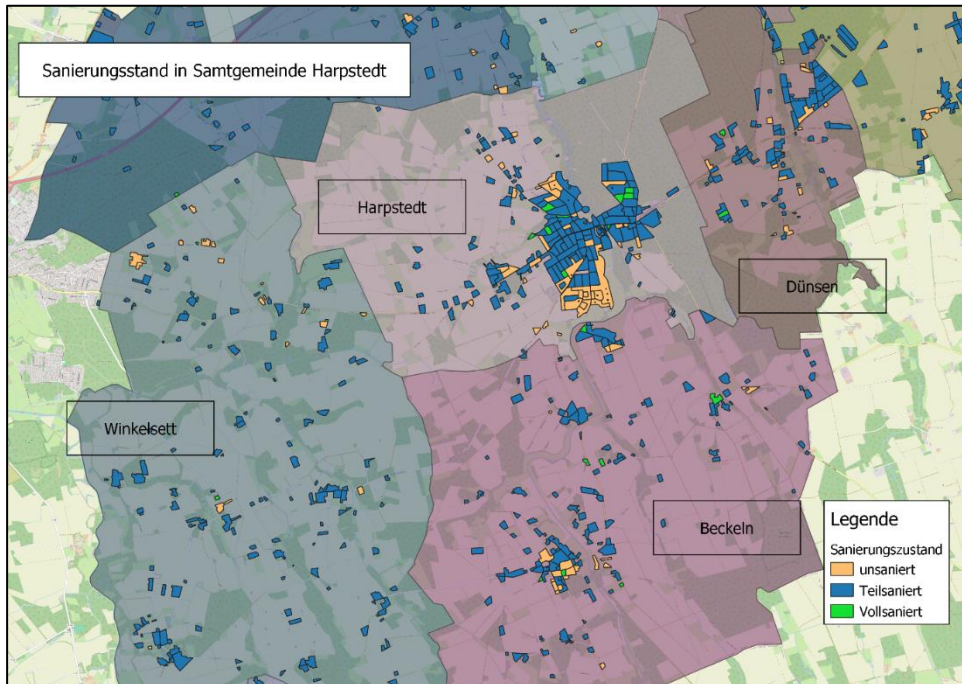 Sanierungsstand in Samtgemeinde Harpstedt
Harpstedt
Dünsen
Winkelsett
Beckeln
Legende
Sanierungszustand
unsaniert
Teilsaniert
Vollsaniert